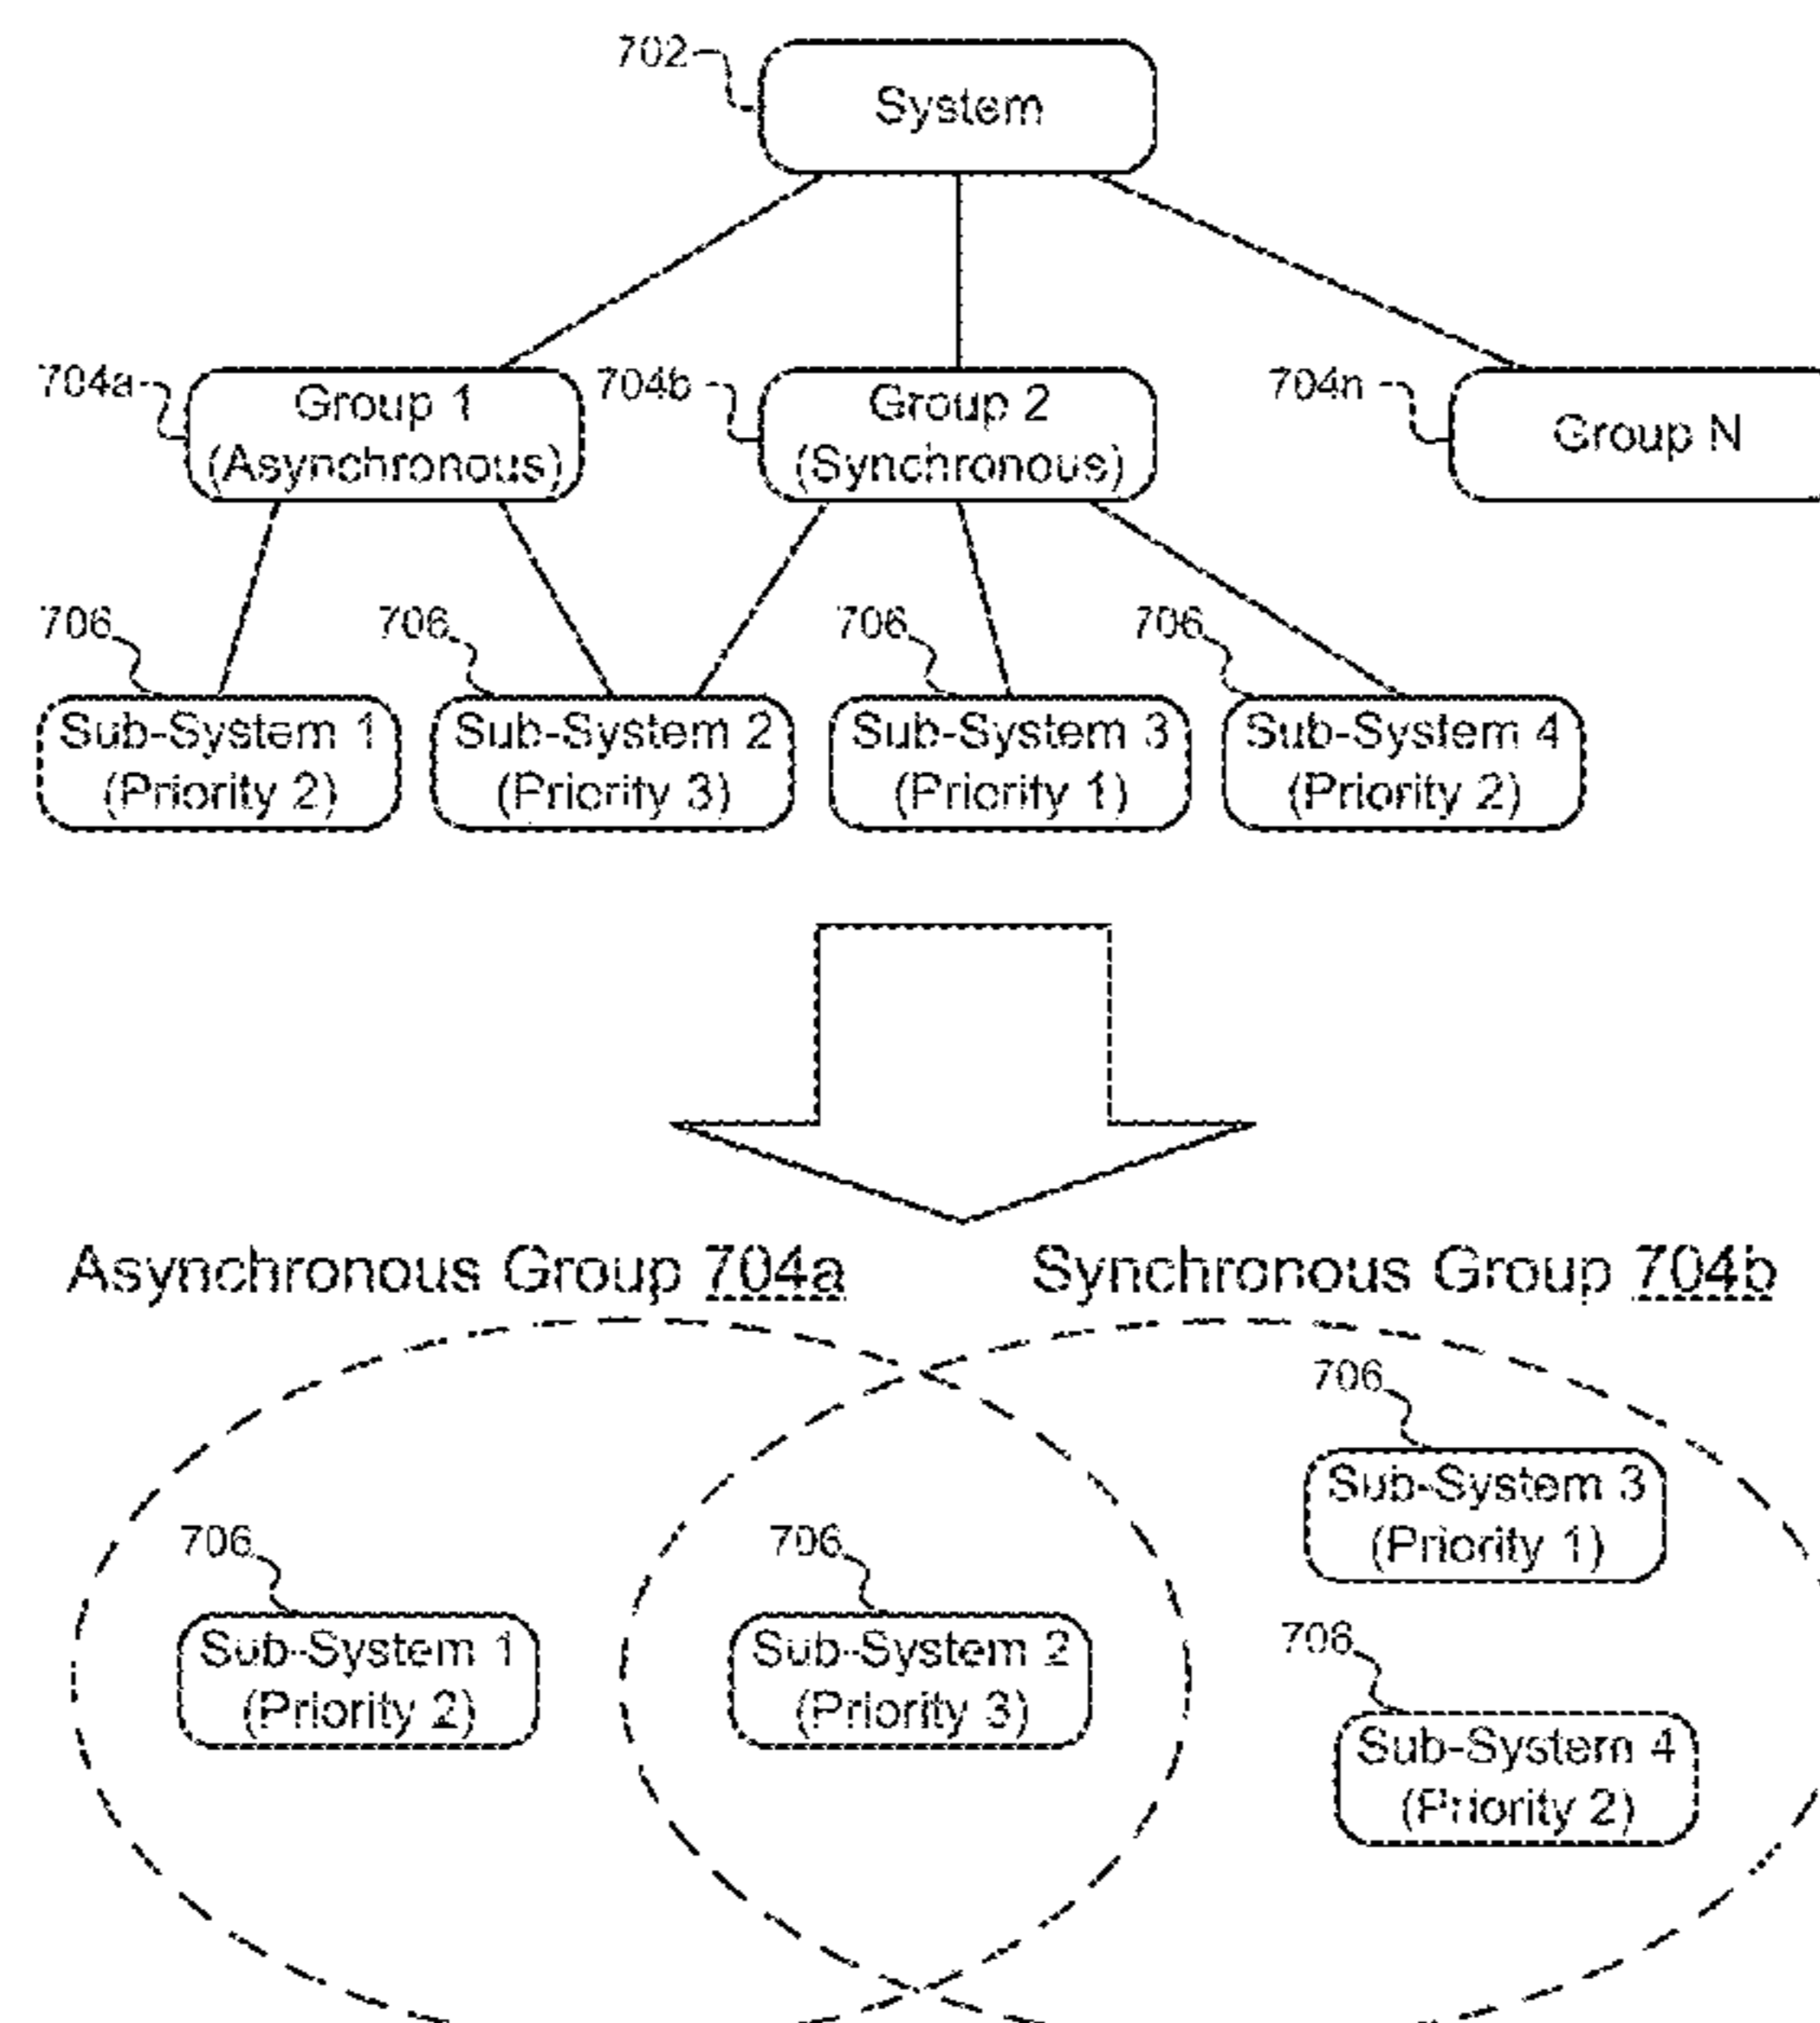 702
System
704a
Group 1
(Asynchronous)
704b
Group 2
(Synchronous)
704n
Group N
706
706
706
706
Sub-System 1
(Priority 2)
Sub-System 2
(Priority 3)
Sub-System 3
(Priority 1)
Sub-System 4
(Priority 2)
Asynchronous Group 704a
Synchronous Group 704b
706
Sub-System 3
(Priority 1)
706
Sub-System 1
(Priority 2)
706
Sub-System 2
(Priority 3)
706
Sub-System 4
(Priority 2)